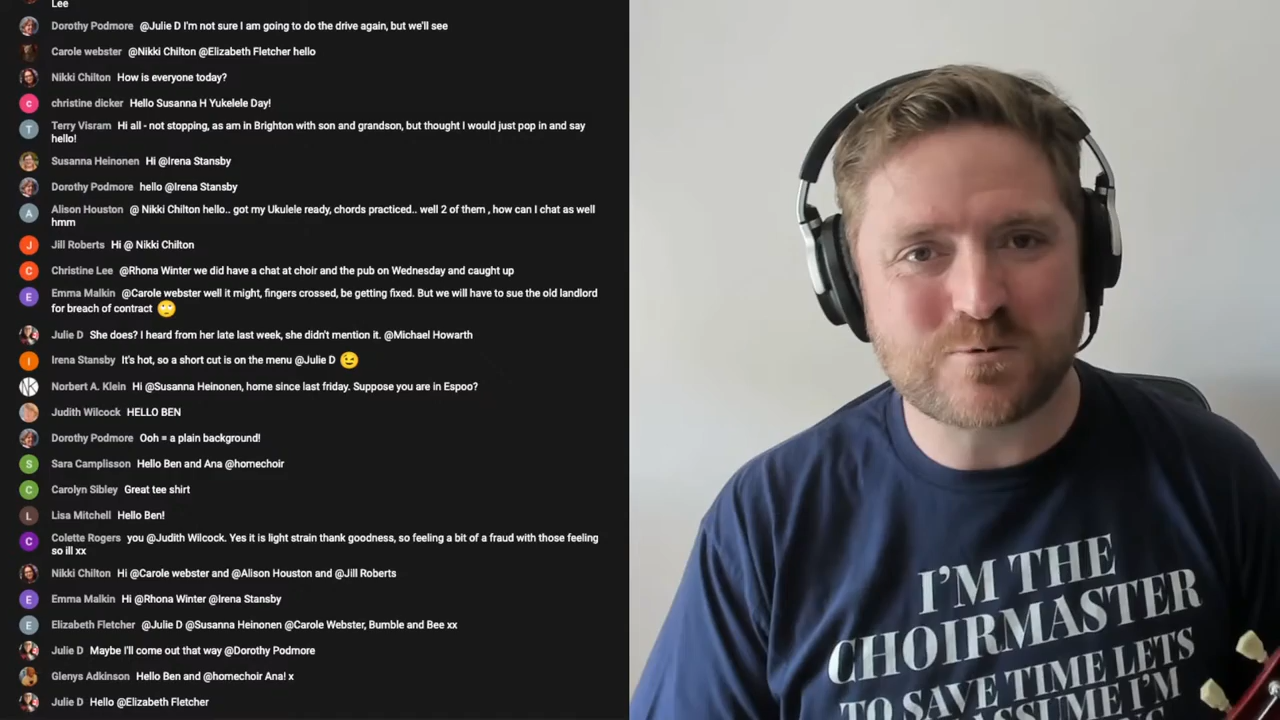 Lee
Dorothy Podmore @Julie D I'm not sure I am going to do the drive again, but we'll see
Carole webster @Nikki Chilton @Elizabeth Fletcher hello
Nikki Chilton How is everyone today?
c christine dicker Hello Susanna H Yukelele Day!
T Terry Visram Hi all - not stopping, as am in Brighton with son and grandson, but thought I would just pop in and say
hello!
Susanna Heinonen Hi @Irena Stansby
Dorothy Podmore hello @Irena Stansby
A Alison Houston @ Nikki Chilton hello.. got my Ukulele ready, chords practiced.. well 2 of them , how can I chat as well
hmm
J Jill Roberts Hi @ Nikki Chilton
C Christine Lee @Rhona Winter we did have a chat at choir and the pub on Wednesday and caught up
E Emma Malkin @Carole webster well it might, fingers crossed, be getting fixed. But we will have to sue the old landlord
for breach of contract 🙄
Julie D She does? I heard from her late last week, she didn't mention it. @Michael Howarth
I Irena Stansby It's hot, so a short cut is on the menu @Julie D 😉
NK Norbert A. Klein Hi @Susanna Heinonen, home since last friday. Suppose you are in Espoo?
Judith Wilcock HELLO BEN
Dorothy Podmore Ooh = a plain background!
S Sara Camplisson Hello Ben and Ana @homechoir
C Carolyn Sibley Great tee shirt
L Lisa Mitchell Hello Ben!
C Colette Rogers you @Judith Wilcock. Yes it is light strain thank goodness, so feeling a bit of a fraud with those feeling
so ill xx
Nikki Chilton Hi @Carole webster and @Alison Houston and @Jill Roberts
E Emma Malkin Hi @Rhona Winter @Irena Stansby
E Elizabeth Fletcher @Julie D @Susanna Heinonen @Carole Webster, Bumble and Bee xx
Julie D Maybe I'll come out that way @Dorothy Podmore
Glenys Adkinson Hello Ben and @homechoir Ana! x
Julie D Hello @Elizabeth Fletcher
I'M THE
CHOIRMASTER
TO SAVE TIME LETS
ASSUME I'M